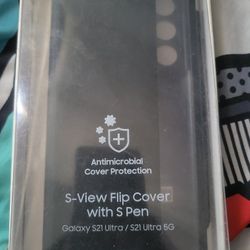 Antimicrobial
Cover Protection
S-View Flip Cover
with S Pen
Galaxy S21 Ultra / S21 Ultra 5G